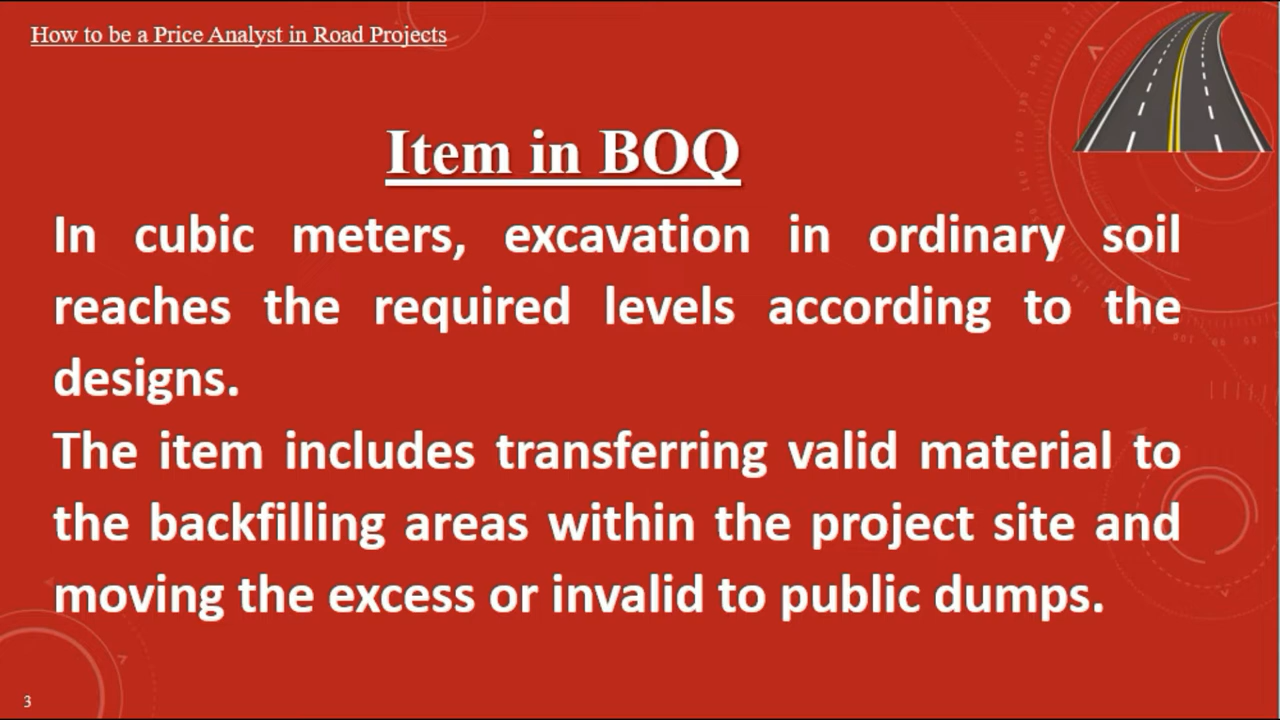 How to be a Price Analyst in Road Projects
Item in BOQ
In cubic meters, excavation in ordinary soil
reaches the required levels according to the
designs.
The item includes transferring valid material to
the backfilling areas within the project site and
moving the excess or invalid to public dumps.
3